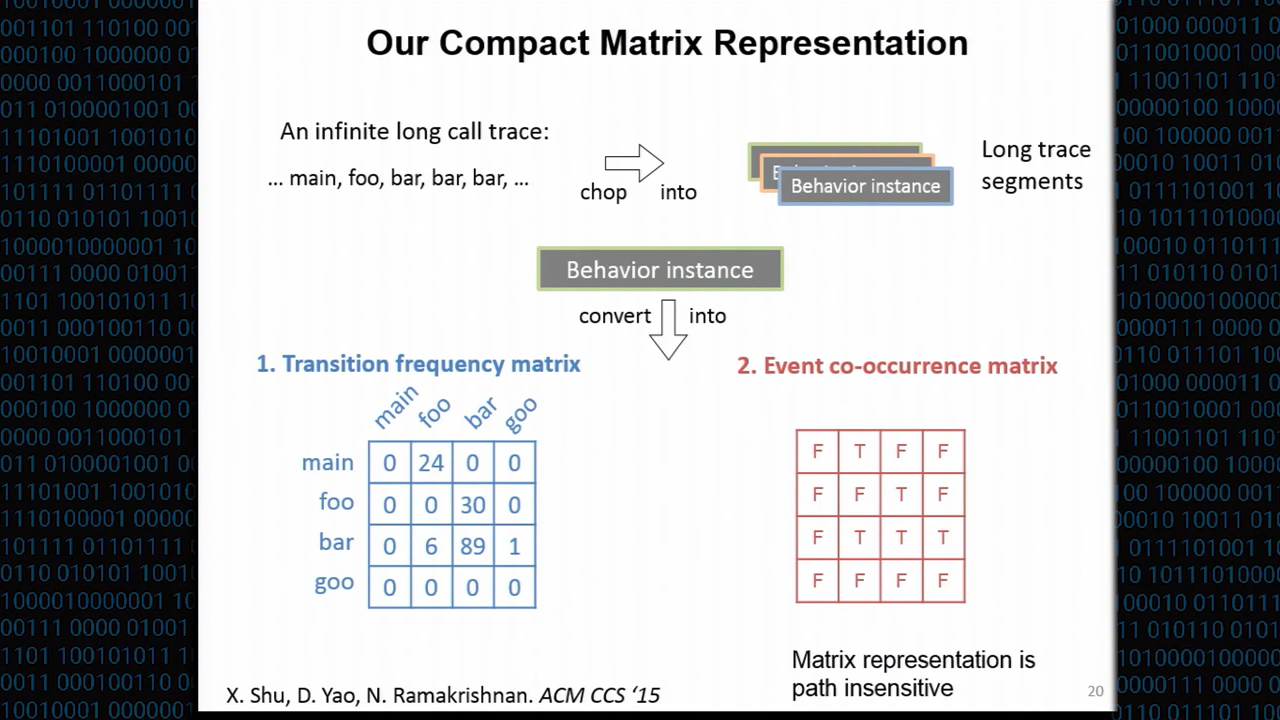 Our Compact Matrix Representation
An infinite long call trace:
... main, foo, bar, bar, bar, ...
chop into
Behavior instance
Long trace
segments
Behavior instance
convert into
1. Transition frequency matrix
main foo bar goo
main 0 24 0 0
foo 0 0 30 0
bar 0 6 89 1
goo 0 0 0 0
2. Event co-occurrence matrix
F T F F
F F T F
F T T T
F F F F
Matrix representation is
path insensitive
X. Shu, D. Yao, N. Ramakrishnan. ACM CCS ‘15
20